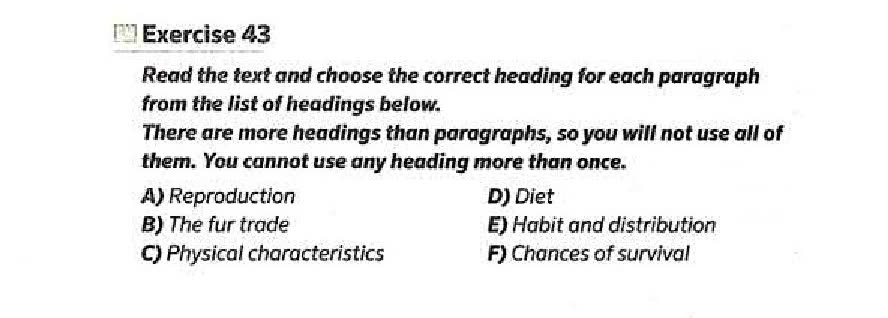 Exercise 43
Read the text and choose the correct heading for each paragraph
from the list of headings below.
There are more headings than paragraphs, so you will not use all of
them. You cannot use any heading more than once.
A) Reproduction
B) The fur trade
C) Physical characteristics
D) Diet
E) Habit and distribution
F) Chances of survival